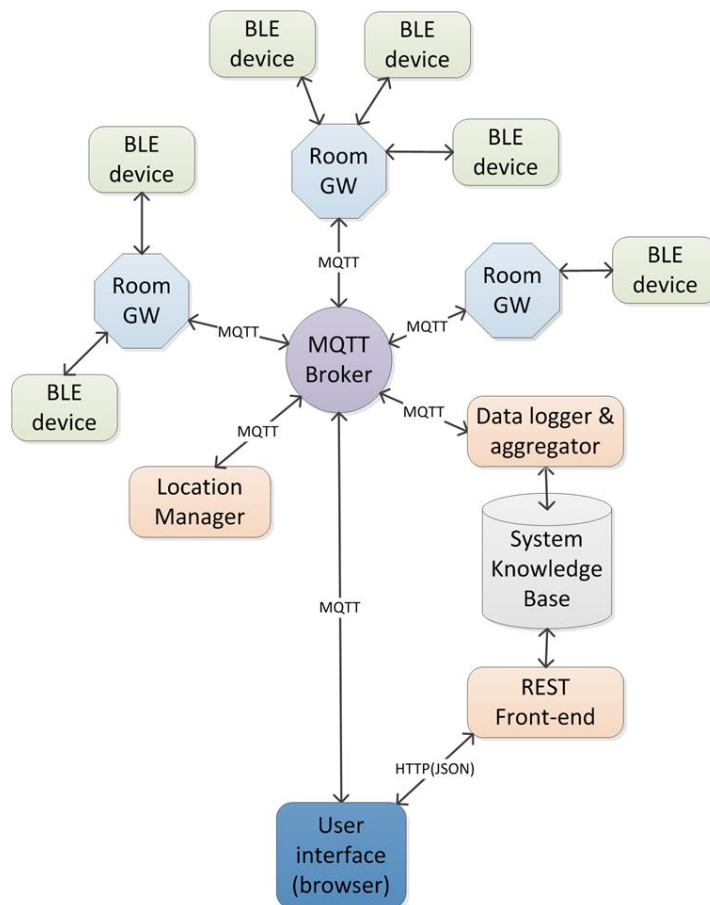 BLE
device
BLE
device
BLE
device
Room
GW
BLE
device
MQTT
BLE
device
Room
GW
Room
GW
MQTT
MQTT
MQTT
Broker
BLE
device
MQTT
Data logger &
aggregator
MQTT
Location
Manager
System
Knowledge
Base
MQTT
REST
Front-end
HTTP(JSON)
User
interface
(browser)